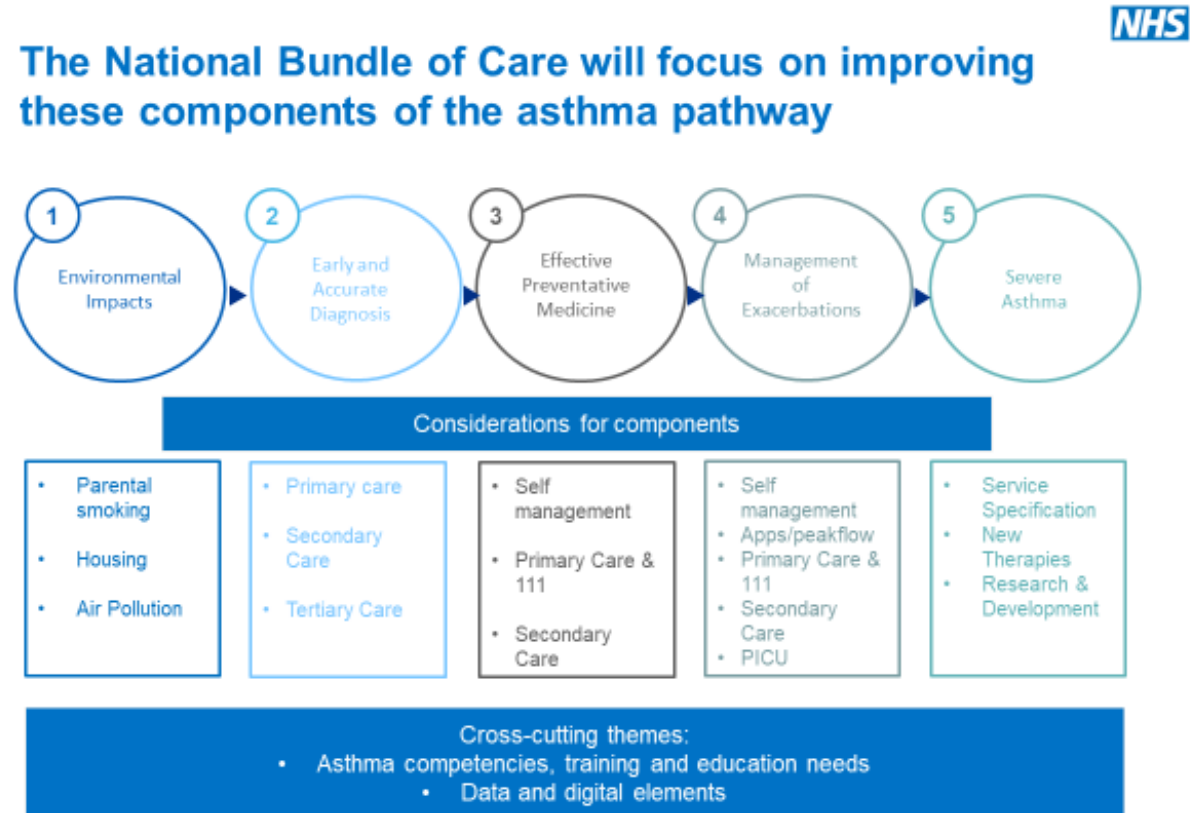 NHS
The National Bundle of Care will focus on improving
these components of the asthma pathway
1
Environmental
Impacts
2
Early and
Accurate
Diagnosis
3
Effective
Preventative
Medicine
4
Management
of
Exacerbations
5
Severe
Asthma
Considerations for components
• Parental
smoking
• Housing
• Air Pollution
• Primary care
• Secondary
Care
• Tertiary Care
• Self
management
• Primary Care &
111
• Secondary
Care
• Self
management
• Apps/peakflow
• Primary Care &
111
• Secondary
Care
• PICU
• Service
Specification
• New
Therapies
• Research &
Development
Cross-cutting themes:
• Asthma competencies, training and education needs
• Data and digital elements